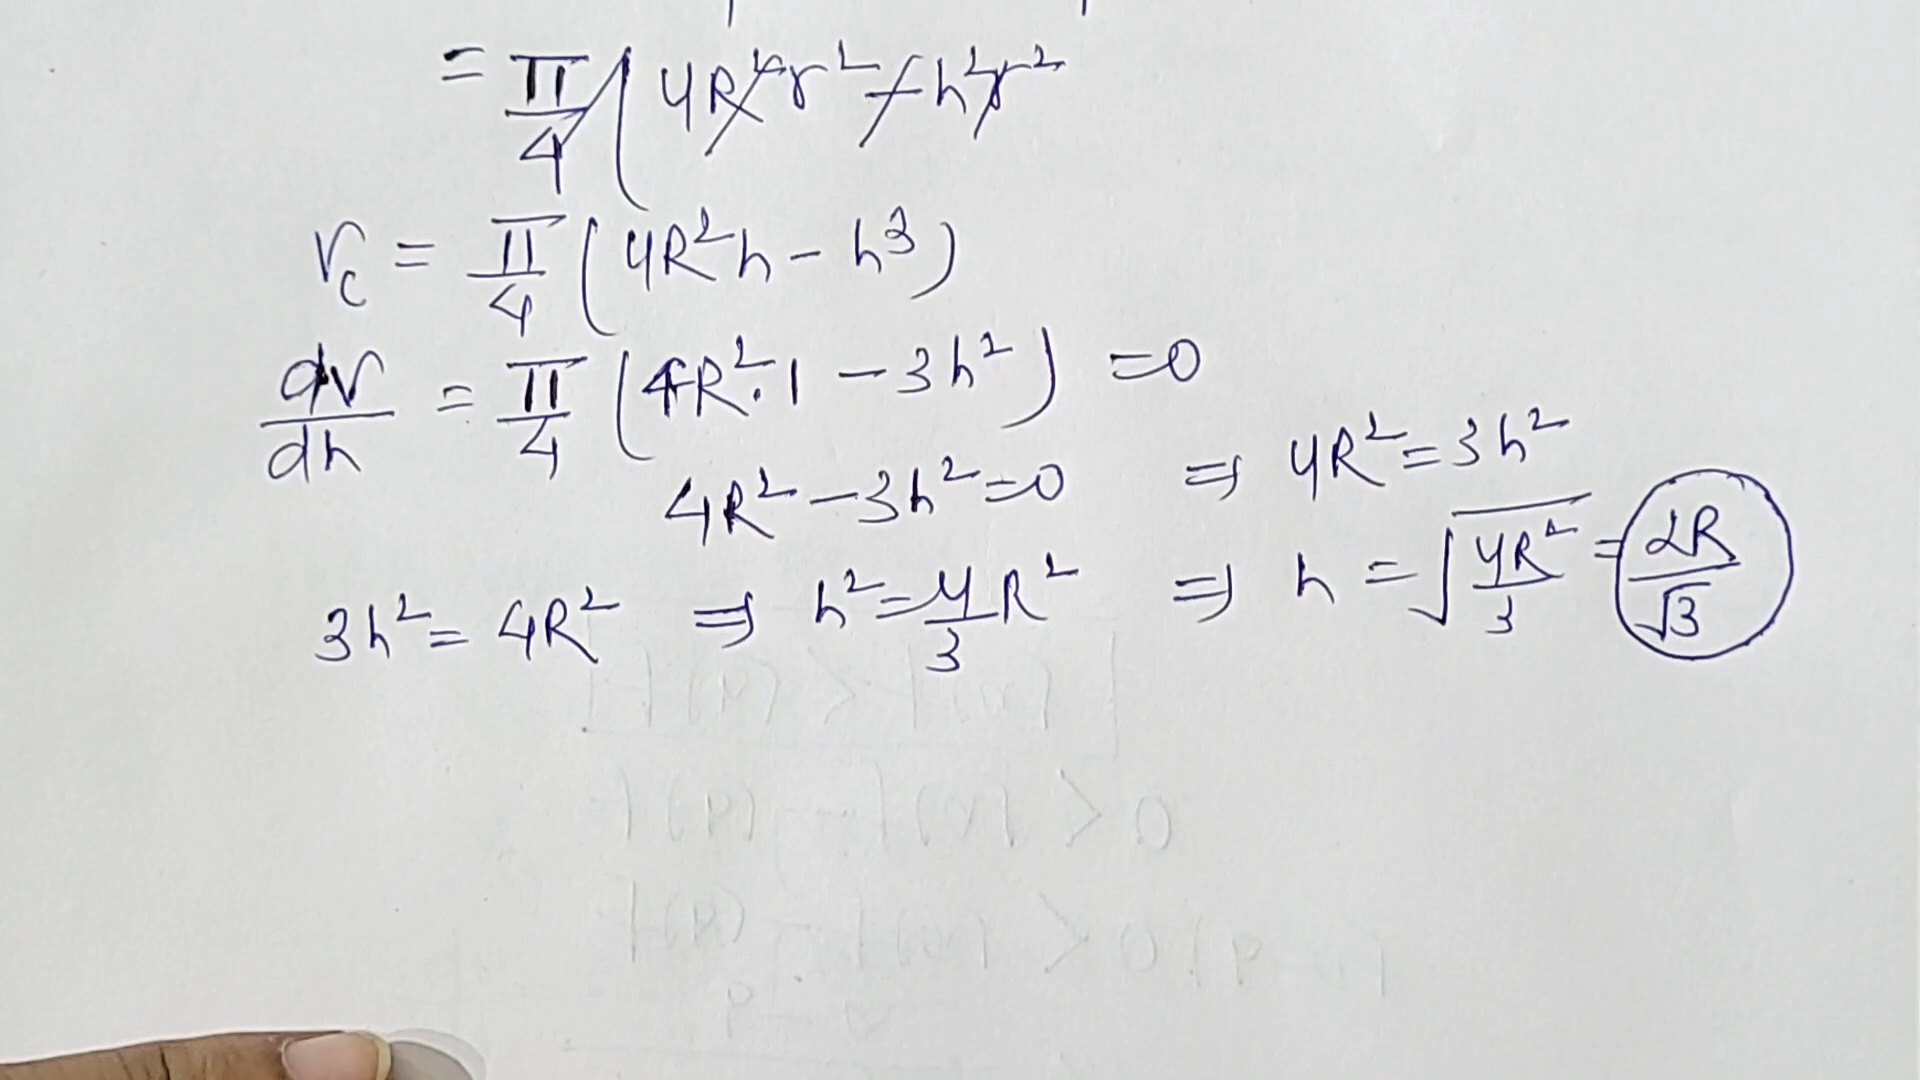 = π/4 ( 4R²r² - h²r²
V_c = π/4 ( 4R²h - h³ )
dv/dh = π/4 ( 4R²·1 - 3h² ) = 0
4R² - 3h² = 0 ⇒ 4R² = 3h²
3h² = 4R² ⇒ h² = 4/3 R² ⇒ h = √(4R²/3) = 2R/√3